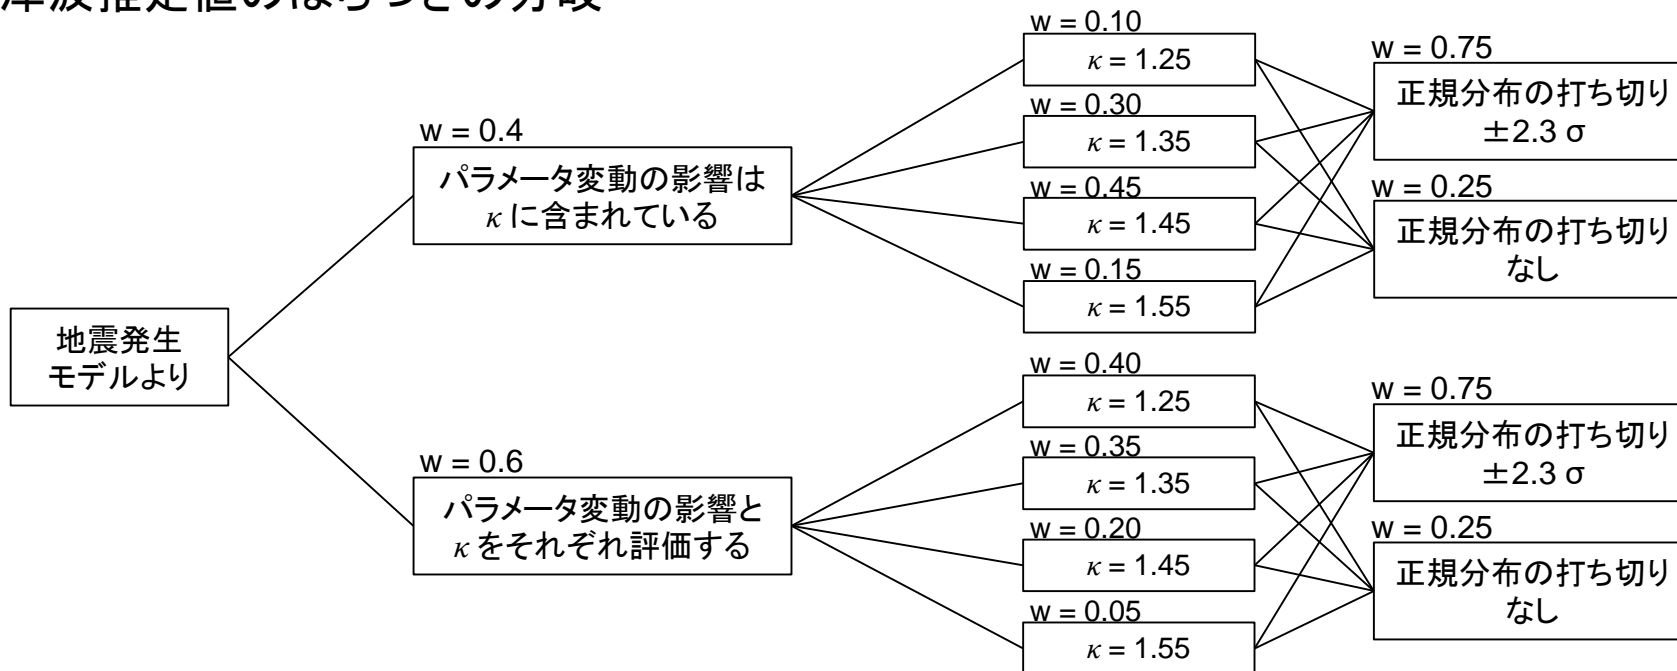 津波推定値のばらつきの分岐
地震発生
モデルより
w = 0.4
パラメータ変動の影響は
κ に含まれている
w = 0.10
κ = 1.25
w = 0.30
κ = 1.35
w = 0.45
κ = 1.45
w = 0.15
κ = 1.55
w = 0.75
正規分布の打ち切り
±2.3 σ
w = 0.25
正規分布の打ち切り
なし
w = 0.6
パラメータ変動の影響と
κ をそれぞれ評価する
w = 0.40
κ = 1.25
w = 0.35
κ = 1.35
w = 0.20
κ = 1.45
w = 0.05
κ = 1.55
w = 0.75
正規分布の打ち切り
±2.3 σ
w = 0.25
正規分布の打ち切り
なし